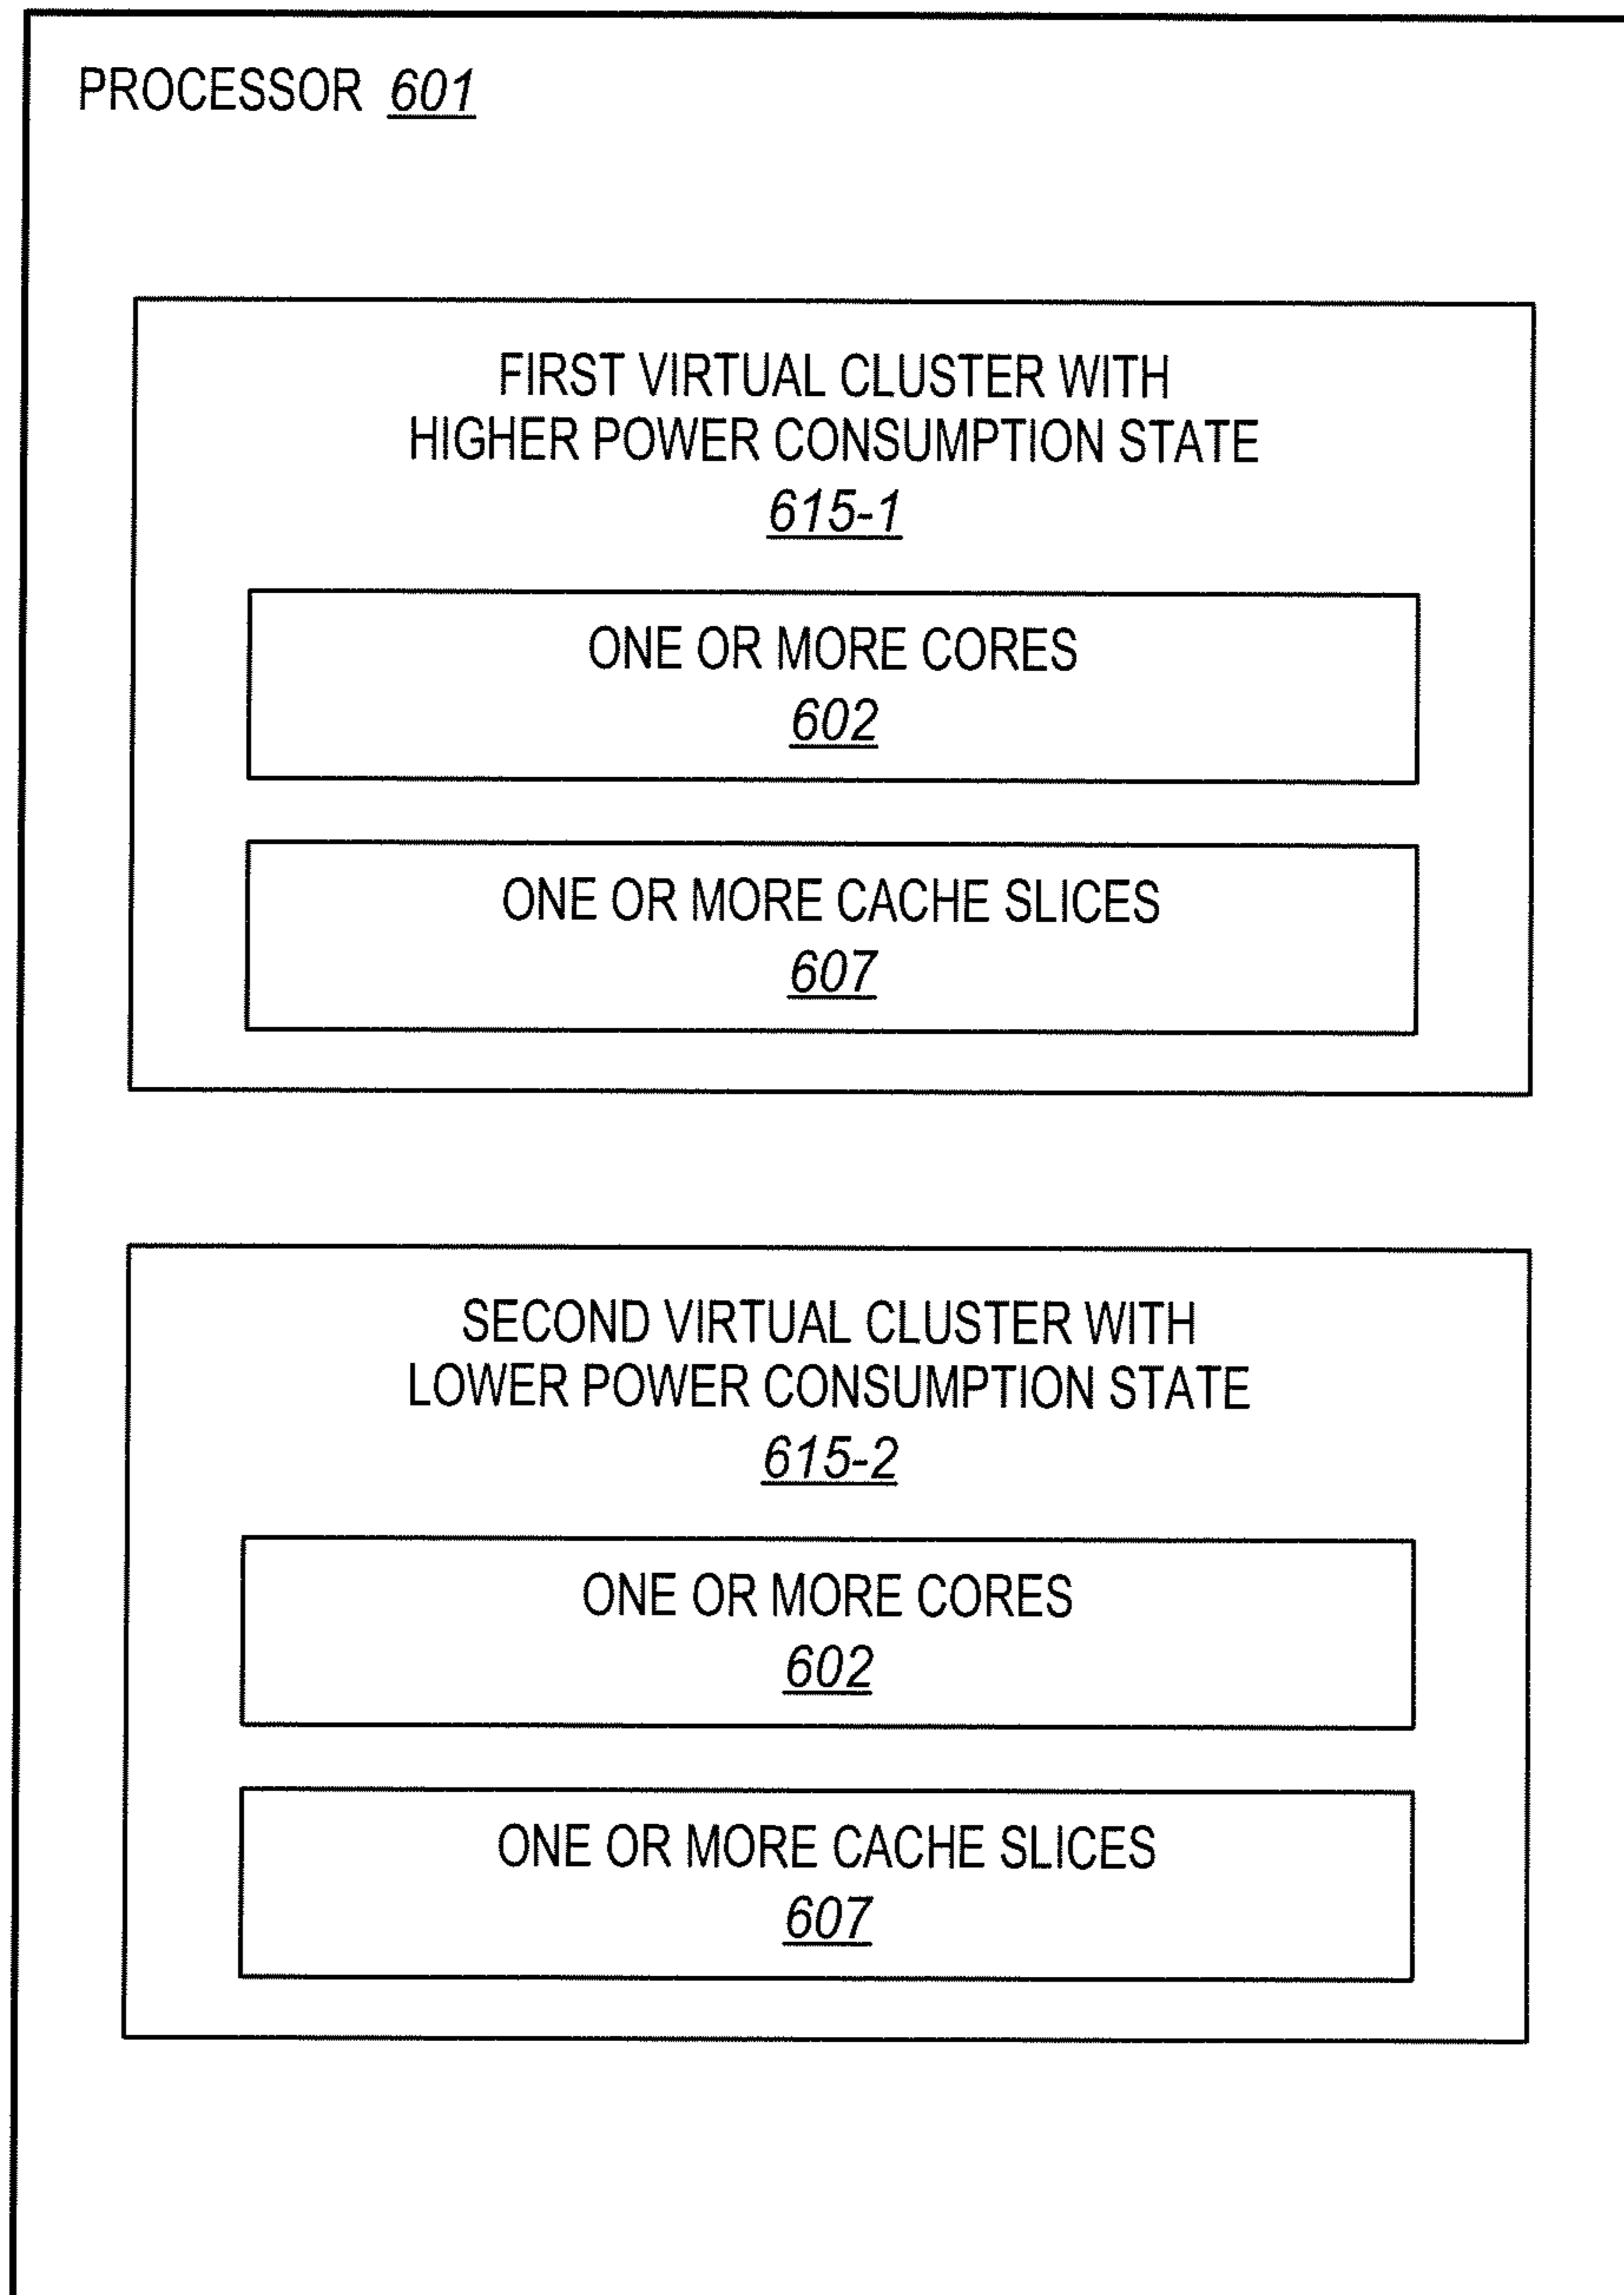 PROCESSOR 601
FIRST VIRTUAL CLUSTER WITH
HIGHER POWER CONSUMPTION STATE
615-1
ONE OR MORE CORES
602
ONE OR MORE CACHE SLICES
607
SECOND VIRTUAL CLUSTER WITH
LOWER POWER CONSUMPTION STATE
615-2
ONE OR MORE CORES
602
ONE OR MORE CACHE SLICES
607